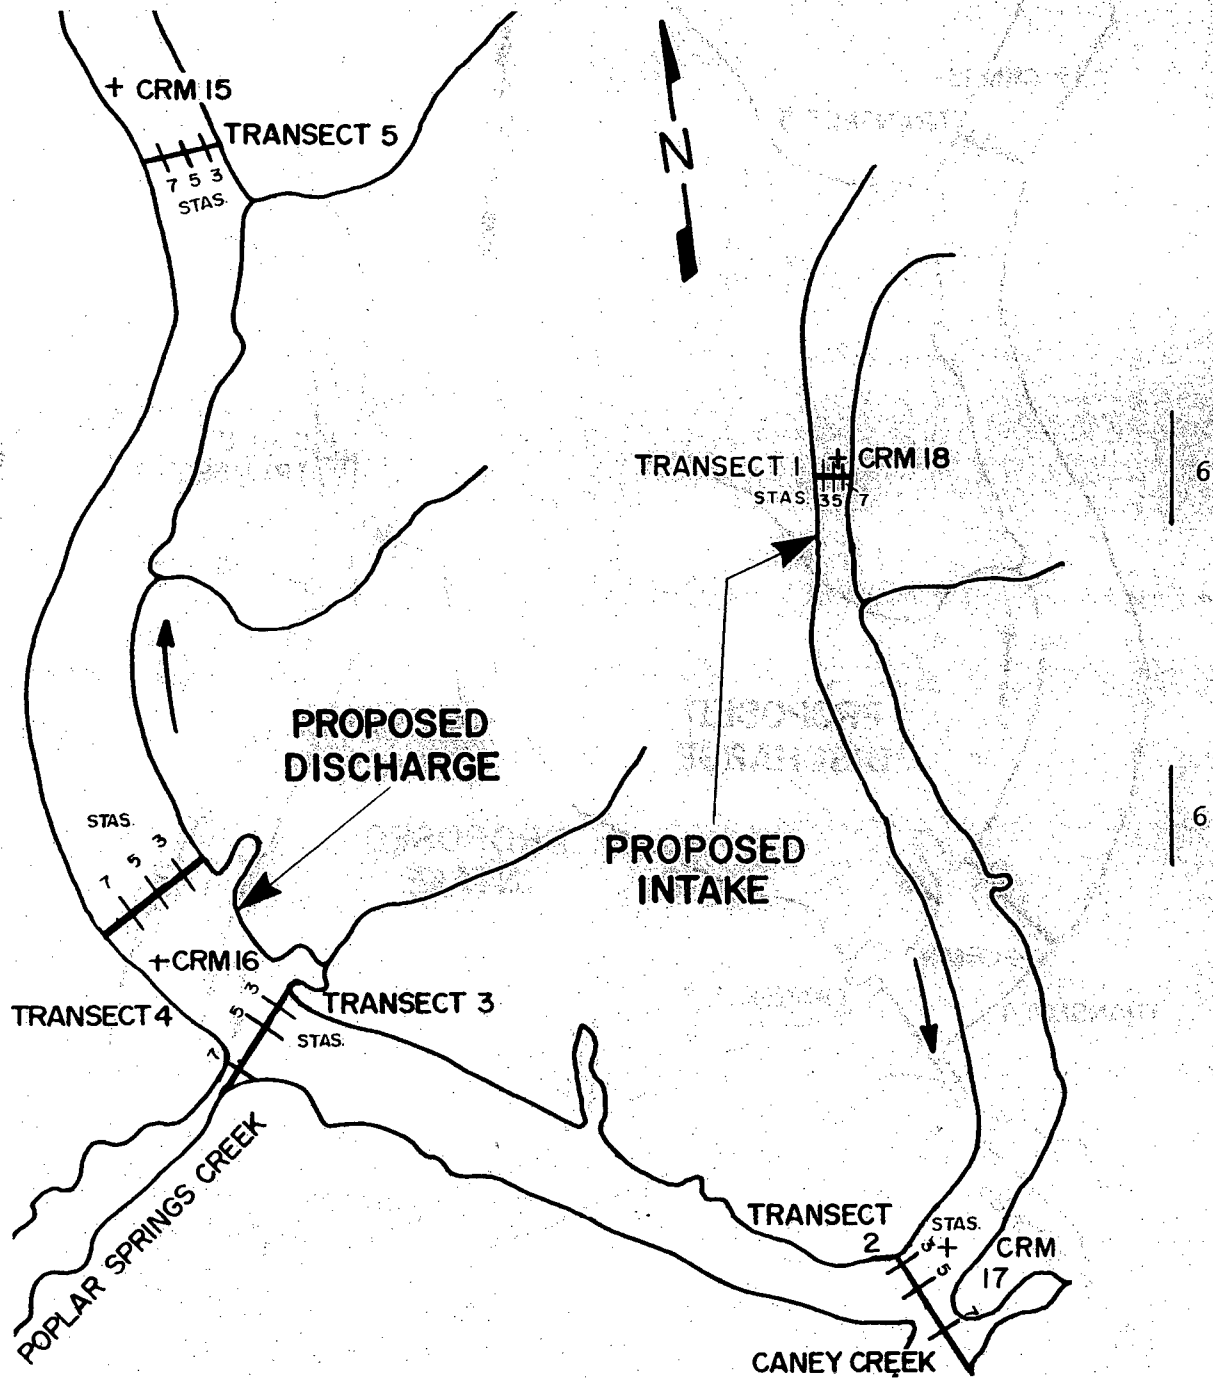 + CRM 15
TRANSECT 5
7 5 3
STAS.
N
TRANSECT 1
+ CRM 18
STAS. 3 5 7
6
PROPOSED
DISCHARGE
STAS.
7 5 3
PROPOSED
INTAKE
6
+CRM 16
TRANSECT 4
3
5
7
TRANSECT 3
STAS.
POPLAR SPRINGS CREEK
TRANSECT
2
STAS.
3
5
7
+ CRM
17
CANEY CREEK